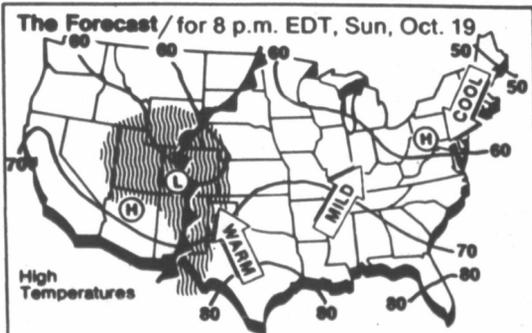 The Forecast/for 8 p.m. EDT, Sun, Oct. 19
60
60
60
50
50
COOL
H
60
70
L
H
MILD
WARM
70
High
Temperatures
80
80
80
80